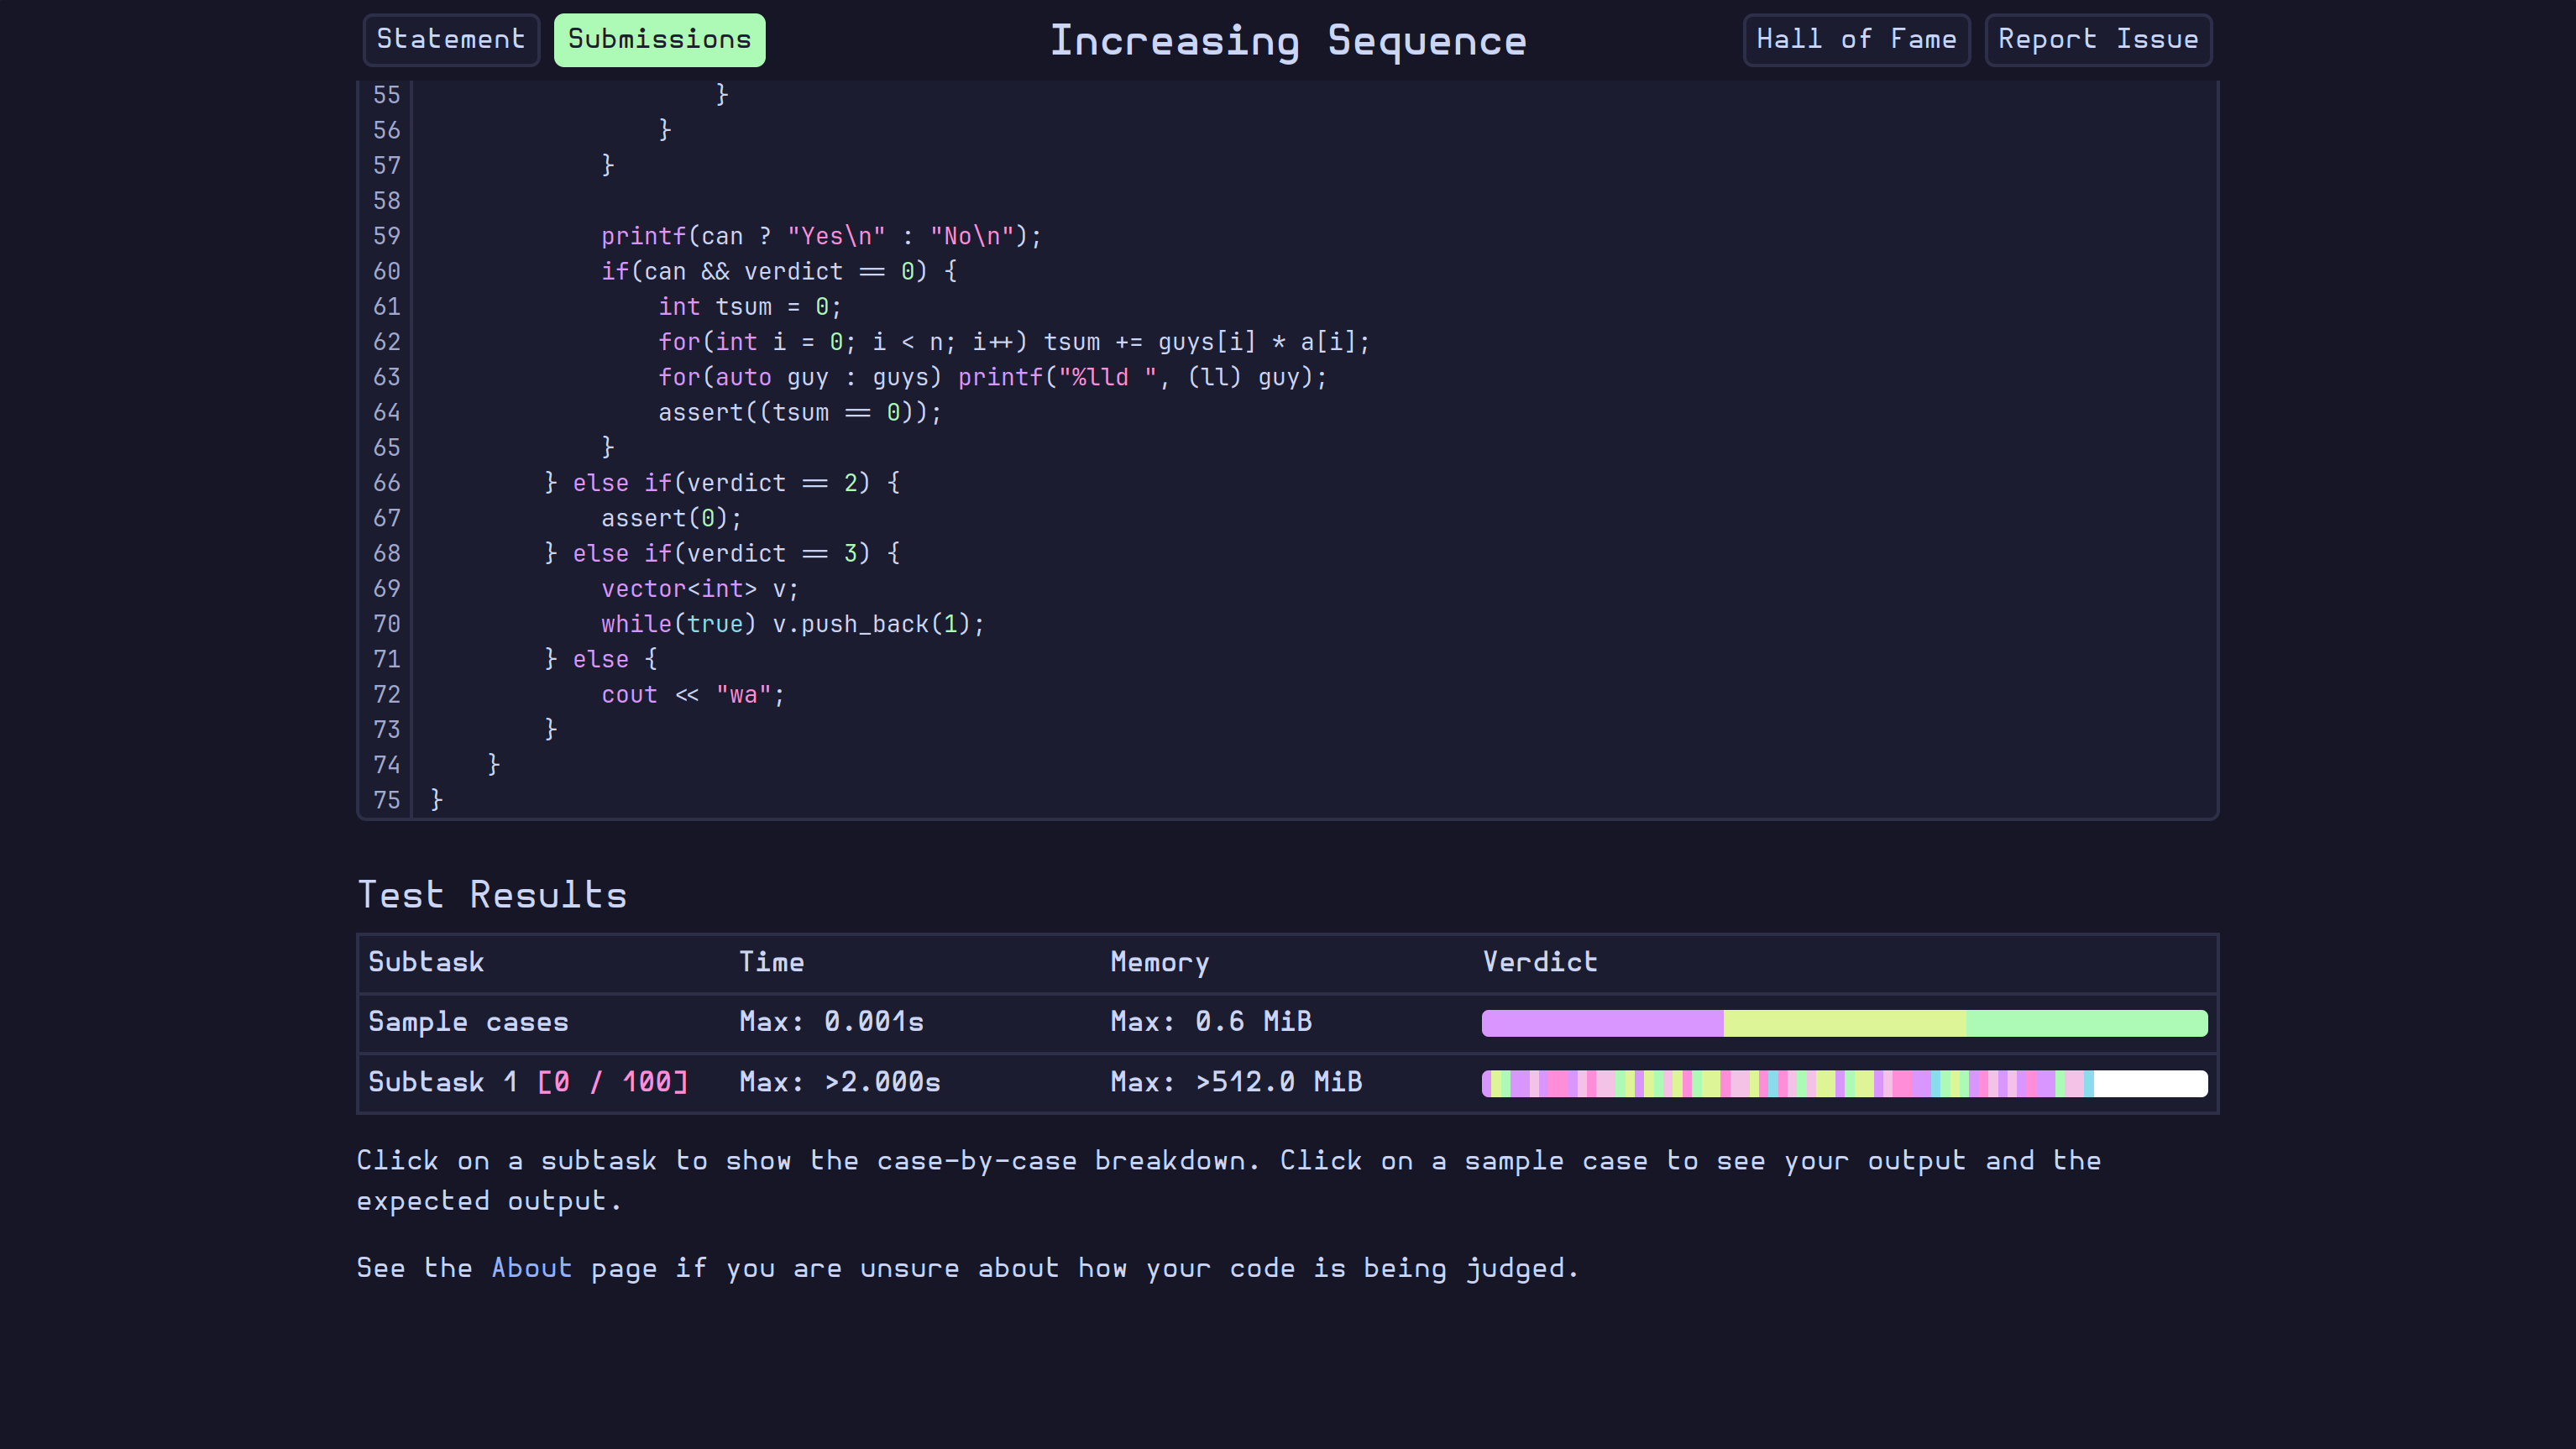 Statement Submissions Increasing Sequence Hall of Fame Report Issue
55 }
56 }
57 }
58
59 printf(can ? "Yes\n" : "No\n");
60 if(can && verdict == 0) {
61 int tsum = 0;
62 for(int i = 0; i < n; i++) tsum += guys[i] * a[i];
63 for(auto guy : guys) printf("%lld ", (ll) guy);
64 assert((tsum == 0));
65 }
66 } else if(verdict == 2) {
67 assert(0);
68 } else if(verdict == 3) {
69 vector<int> v;
70 while(true) v.push_back(1);
71 } else {
72 cout << "wa";
73 }
74 }
75 }
Test Results
Subtask Time Memory Verdict
Sample cases Max: 0.001s Max: 0.6 MiB
Subtask 1 [0 / 100] Max: >2.000s Max: >512.0 MiB
Click on a subtask to show the case-by-case breakdown. Click on a sample case to see your output and the
expected output.
See the About page if you are unsure about how your code is being judged.